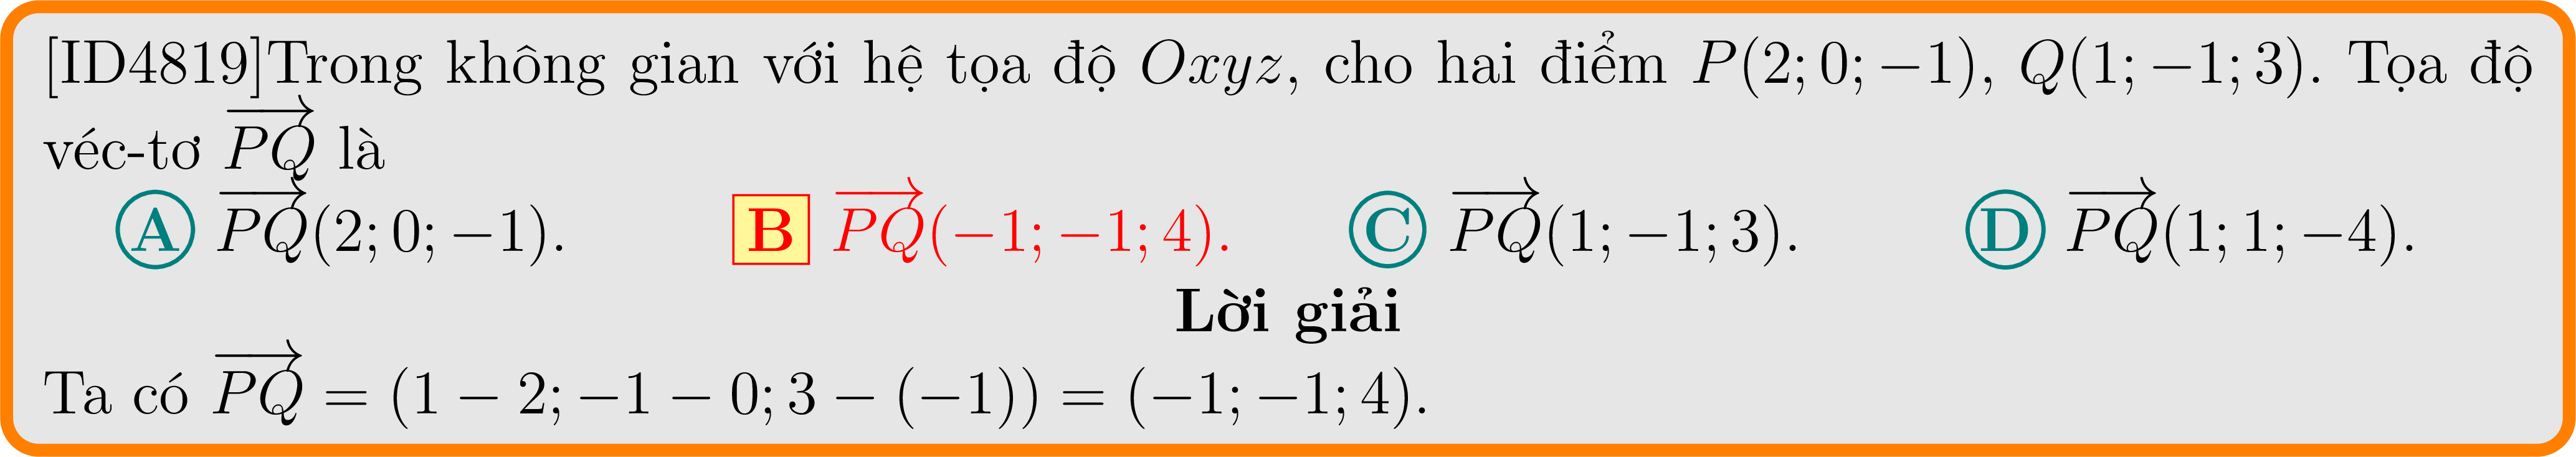 [ID4819]Trong không gian với hệ tọa độ $Oxyz$, cho hai điểm $P(2;0;-1)$, $Q(1;-1;3)$. Tọa độ
véc-tơ $\overrightarrow{PQ}$ là
A $\overrightarrow{PQ}(2;0;-1)$. B $\overrightarrow{PQ}(-1;-1;4)$. C $\overrightarrow{PQ}(1;-1;3)$. D $\overrightarrow{PQ}(1;1;-4)$.
Lời giải
Ta có $\overrightarrow{PQ} = (1-2;-1-0;3-(-1)) = (-1;-1;4)$.